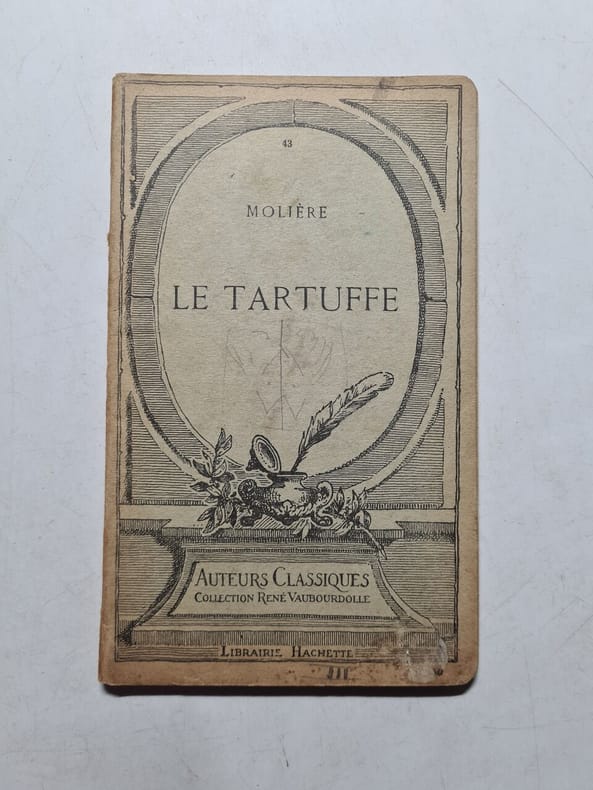 43
MOLIÈRE
LE TARTUFFE
AUTEURS CLASSIQUES
COLLECTION RENÉ VAUBOURDOLLE
LIBRAIRIE HACHETTE